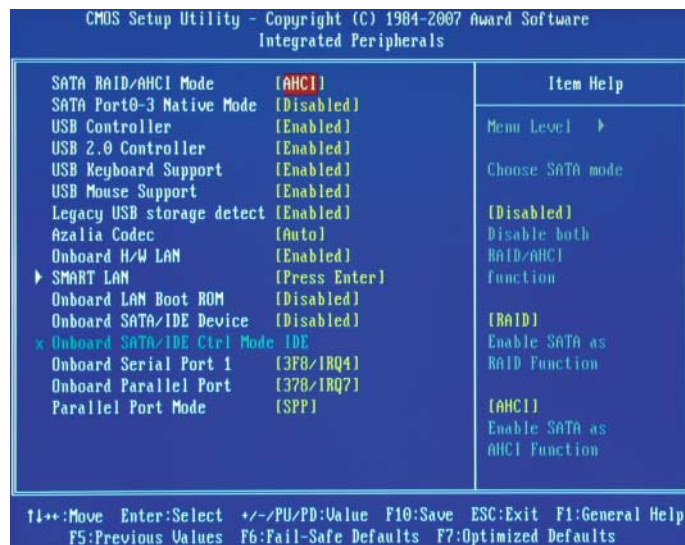 CMOS Setup Utility - Copyright (C) 1984-2007 Award Software
Integrated Peripherals
SATA RAID/AHCI Mode [AHCI]
SATA Port0-3 Native Mode [Disabled]
USB Controller [Enabled]
USB 2.0 Controller [Enabled]
USB Keyboard Support [Enabled]
USB Mouse Support [Enabled]
Legacy USB storage detect [Enabled]
Azalia Codec [Auto]
Onboard H/W LAN [Enabled]
SMART LAN [Press Enter]
Onboard LAN Boot ROM [Disabled]
Onboard SATA/IDE Device [Disabled]
x Onboard SATA/IDE Ctrl Mode IDE
Onboard Serial Port 1 [3F8/IRQ4]
Onboard Parallel Port [378/IRQ7]
Parallel Port Mode [SPP]
Item Help
Menu Level
Choose SATA mode
[Disabled]
Disable both
RAID/AHCI
function
[RAID]
Enable SATA as
RAID Function
[AHCI]
Enable SATA as
AHCI Function
↑↓→←:Move Enter:Select +/-/PU/PD:Value F10:Save ESC:Exit F1:General Help
F5:Previous Values F6:Fail-Safe Defaults F7:Optimized Defaults